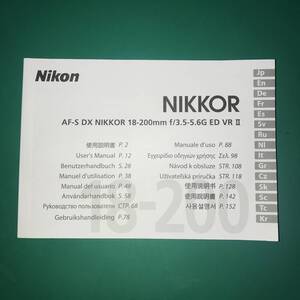 Nikon
NIKKOR
AF-S DX NIKKOR 18-200mm f/3.5-5.6G ED VR II
使用説明書 P. 2
User's Manual P. 12
Benutzerhandbuch S. 28
Manuel d'utilisation P. 38
Manual del usuario P. 48
Användarhandbok S. 58
Руководство пользователя СТР. 68
Gebruikshandleiding P. 78
Manuale d'uso P. 88
Εγχειρίδιο οδηγιών χρήσης Σελ. 98
Návod k obsluze STR. 108
Užívateľská príručka STR. 118
使用说明书 P. 128
使用說明書 P. 142
사용설명서 P. 152
18-200
Jp
En
De
Fr
Es
Sv
Ru
Nl
It
Gr
Cz
Sk
Sc
Tc
Kr